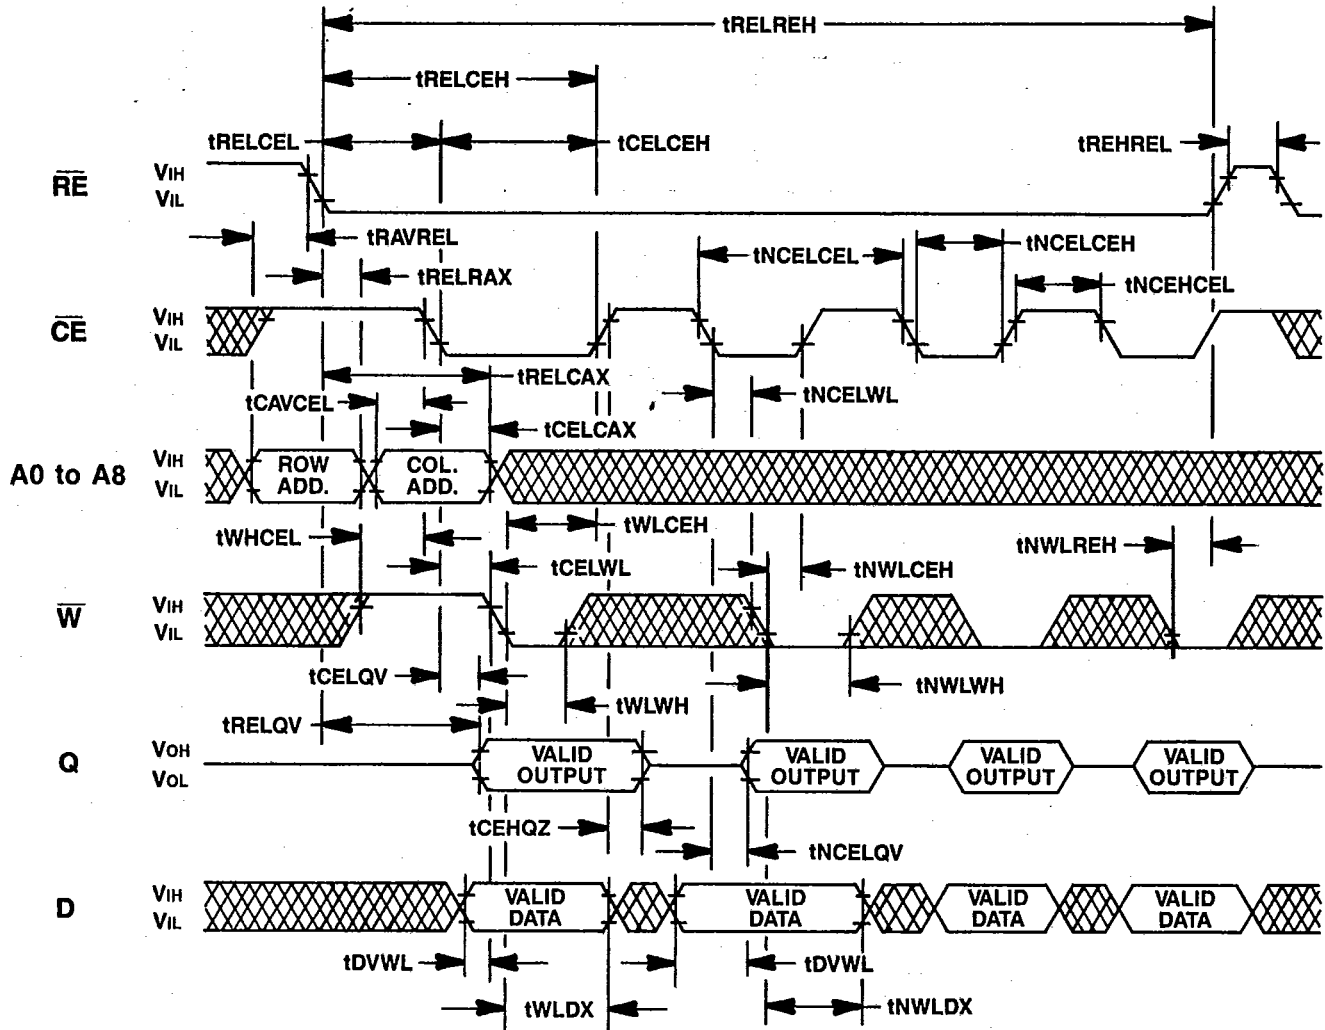 tRELREH
tRELCEH
tRELCEL
tCELCEH
tREHREL
RE
VIH
VIL
tRAVREL
tNCELCEL
tNCELCEH
tRELRAX
tNCEHCEL
CE
VIH
VIL
tRELCAX
tCAVCEL
tNCELWL
tCELCAX
A0 to A8
VIH
VIL
ROW
ADD.
COL.
ADD.
tWLCEH
tWHCEL
tNWLREH
tCELWL
tNWLCEH
W
VIH
VIL
tCELQV
tNWLWH
tWLWH
tRELQV
Q
VOH
VOL
VALID
OUTPUT
VALID
OUTPUT
VALID
OUTPUT
VALID
OUTPUT
tCEHQZ
tNCELQV
D
VIH
VIL
VALID
DATA
VALID
DATA
VALID
DATA
VALID
DATA
tDVWL
tDVWL
tWLDX
tNWLDX